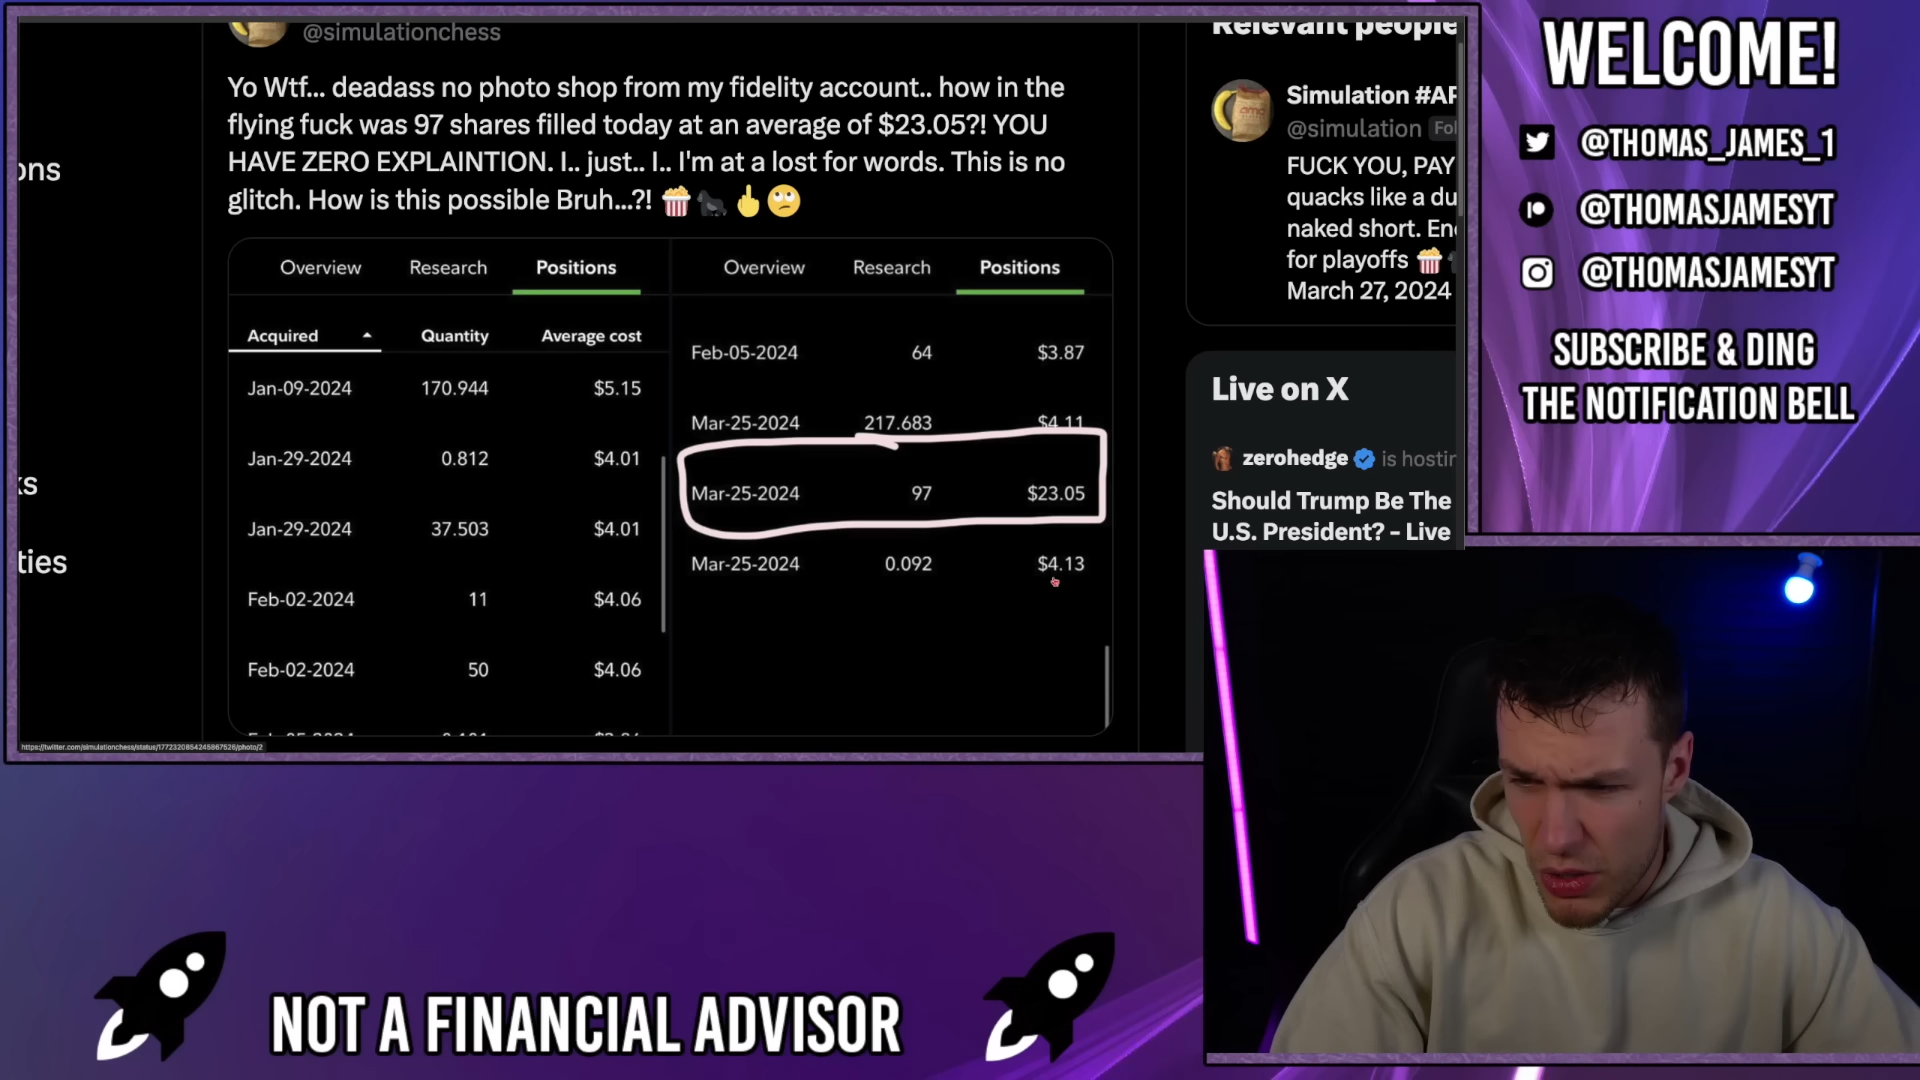 @simulationchess
Yo Wtf... deadass no photo shop from my fidelity account.. how in the
flying fuck was 97 shares filled today at an average of $23.05?! YOU
HAVE ZERO EXPLAINTION. I.. just.. I.. I'm at a lost for words. This is no
glitch. How is this possible Bruh...?! 🍿🦍🖕🙄
Overview Research Positions
Acquired Quantity Average cost
Jan-09-2024 170.944 $5.15
Jan-29-2024 0.812 $4.01
Jan-29-2024 37.503 $4.01
Feb-02-2024 11 $4.06
Feb-02-2024 50 $4.06
Overview Research Positions
Feb-05-2024 64 $3.87
Mar-25-2024 217.683 $4.11
Mar-25-2024 97 $23.05
Mar-25-2024 0.092 $4.13
ons
ks
ties
Relevant people
Simulation #AP
@simulation Fol
FUCK YOU, PAY
quacks like a du
naked short. End
for playoffs 🍿
March 27, 2024
Live on X
zerohedge is hostin
Should Trump Be The
U.S. President? - Live
WELCOME!
@THOMAS_JAMES_1
@THOMASJAMESYT
@THOMASJAMESYT
SUBSCRIBE & DING
THE NOTIFICATION BELL
NOT A FINANCIAL ADVISOR